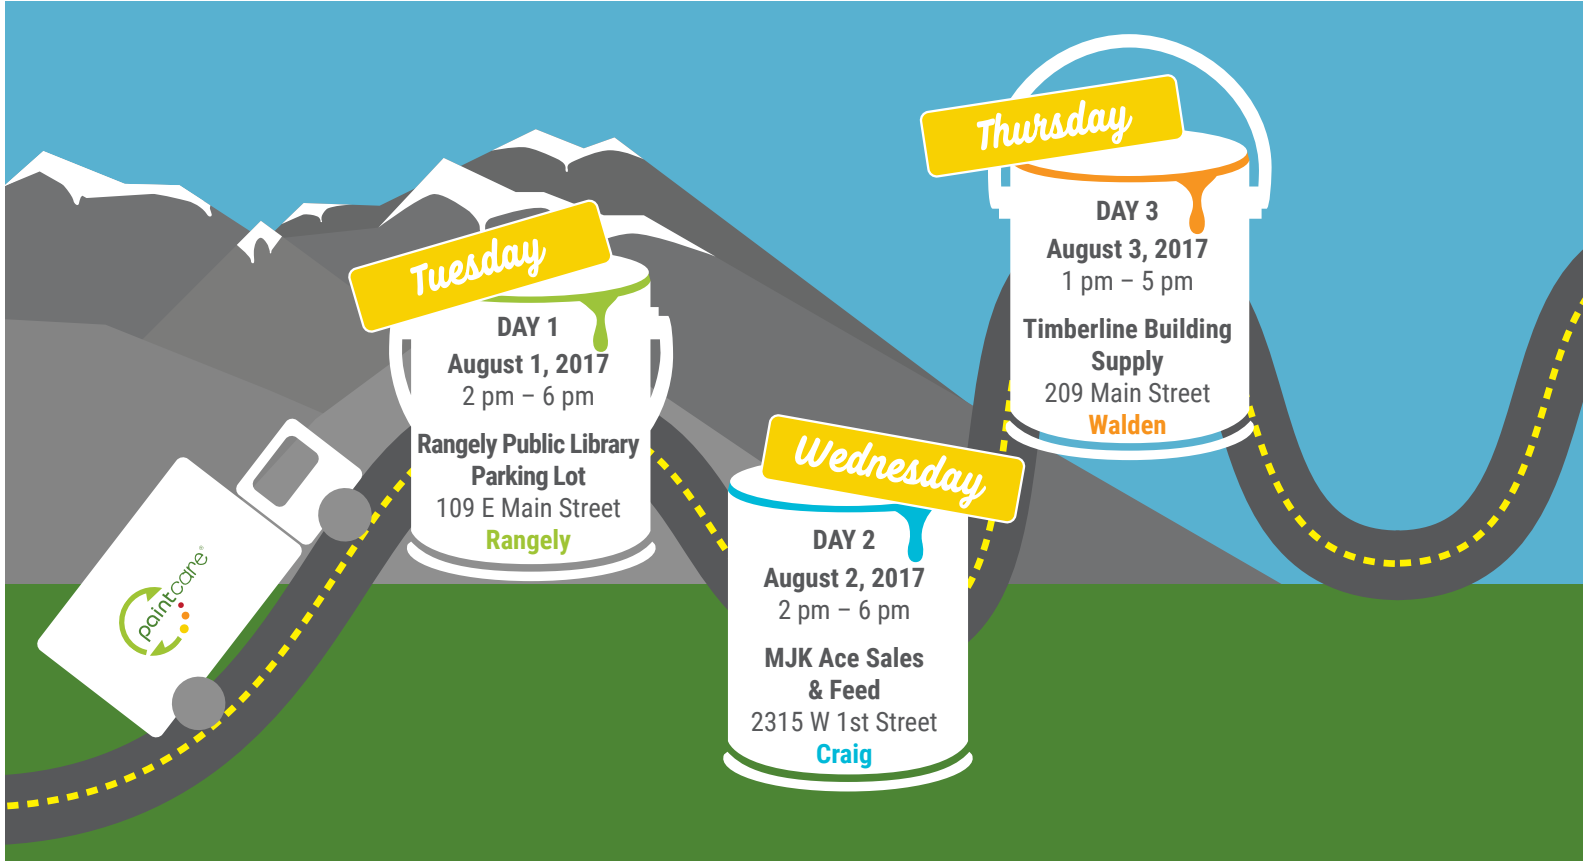 Tuesday
DAY 1
August 1, 2017
2 pm – 6 pm
Rangely Public Library
Parking Lot
109 E Main Street
Rangely
Wednesday
DAY 2
August 2, 2017
2 pm – 6 pm
MJK Ace Sales
& Feed
2315 W 1st Street
Craig
Thursday
DAY 3
August 3, 2017
1 pm – 5 pm
Timberline Building
Supply
209 Main Street
Walden
paintcare®